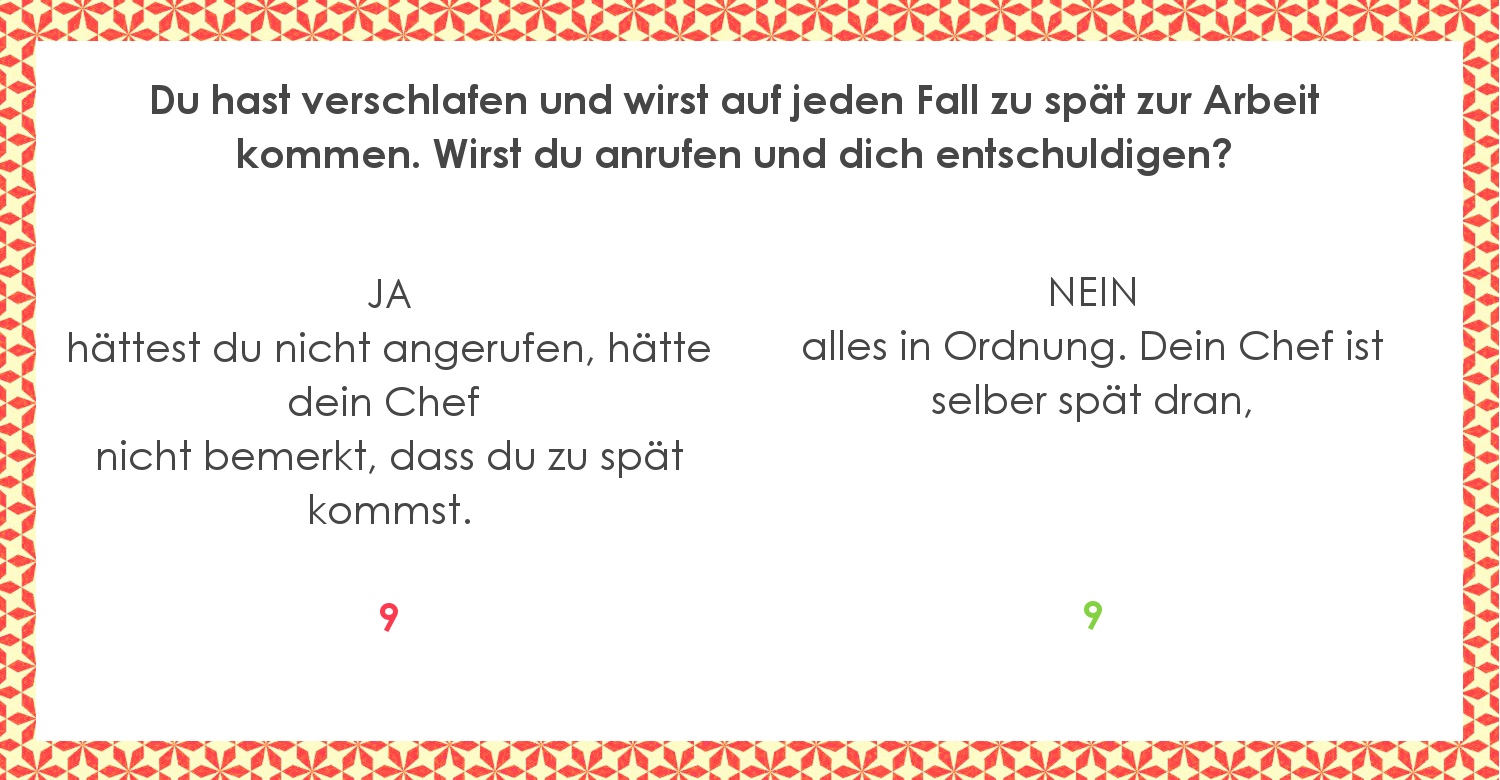 Du hast verschlafen und wirst auf jeden Fall zu spät zur Arbeit
kommen. Wirst du anrufen und dich entschuldigen?
JA
hättest du nicht angerufen, hätte
dein Chef
nicht bemerkt, dass du zu spät
kommst.
9
NEIN
alles in Ordnung. Dein Chef ist
selber spät dran,
9